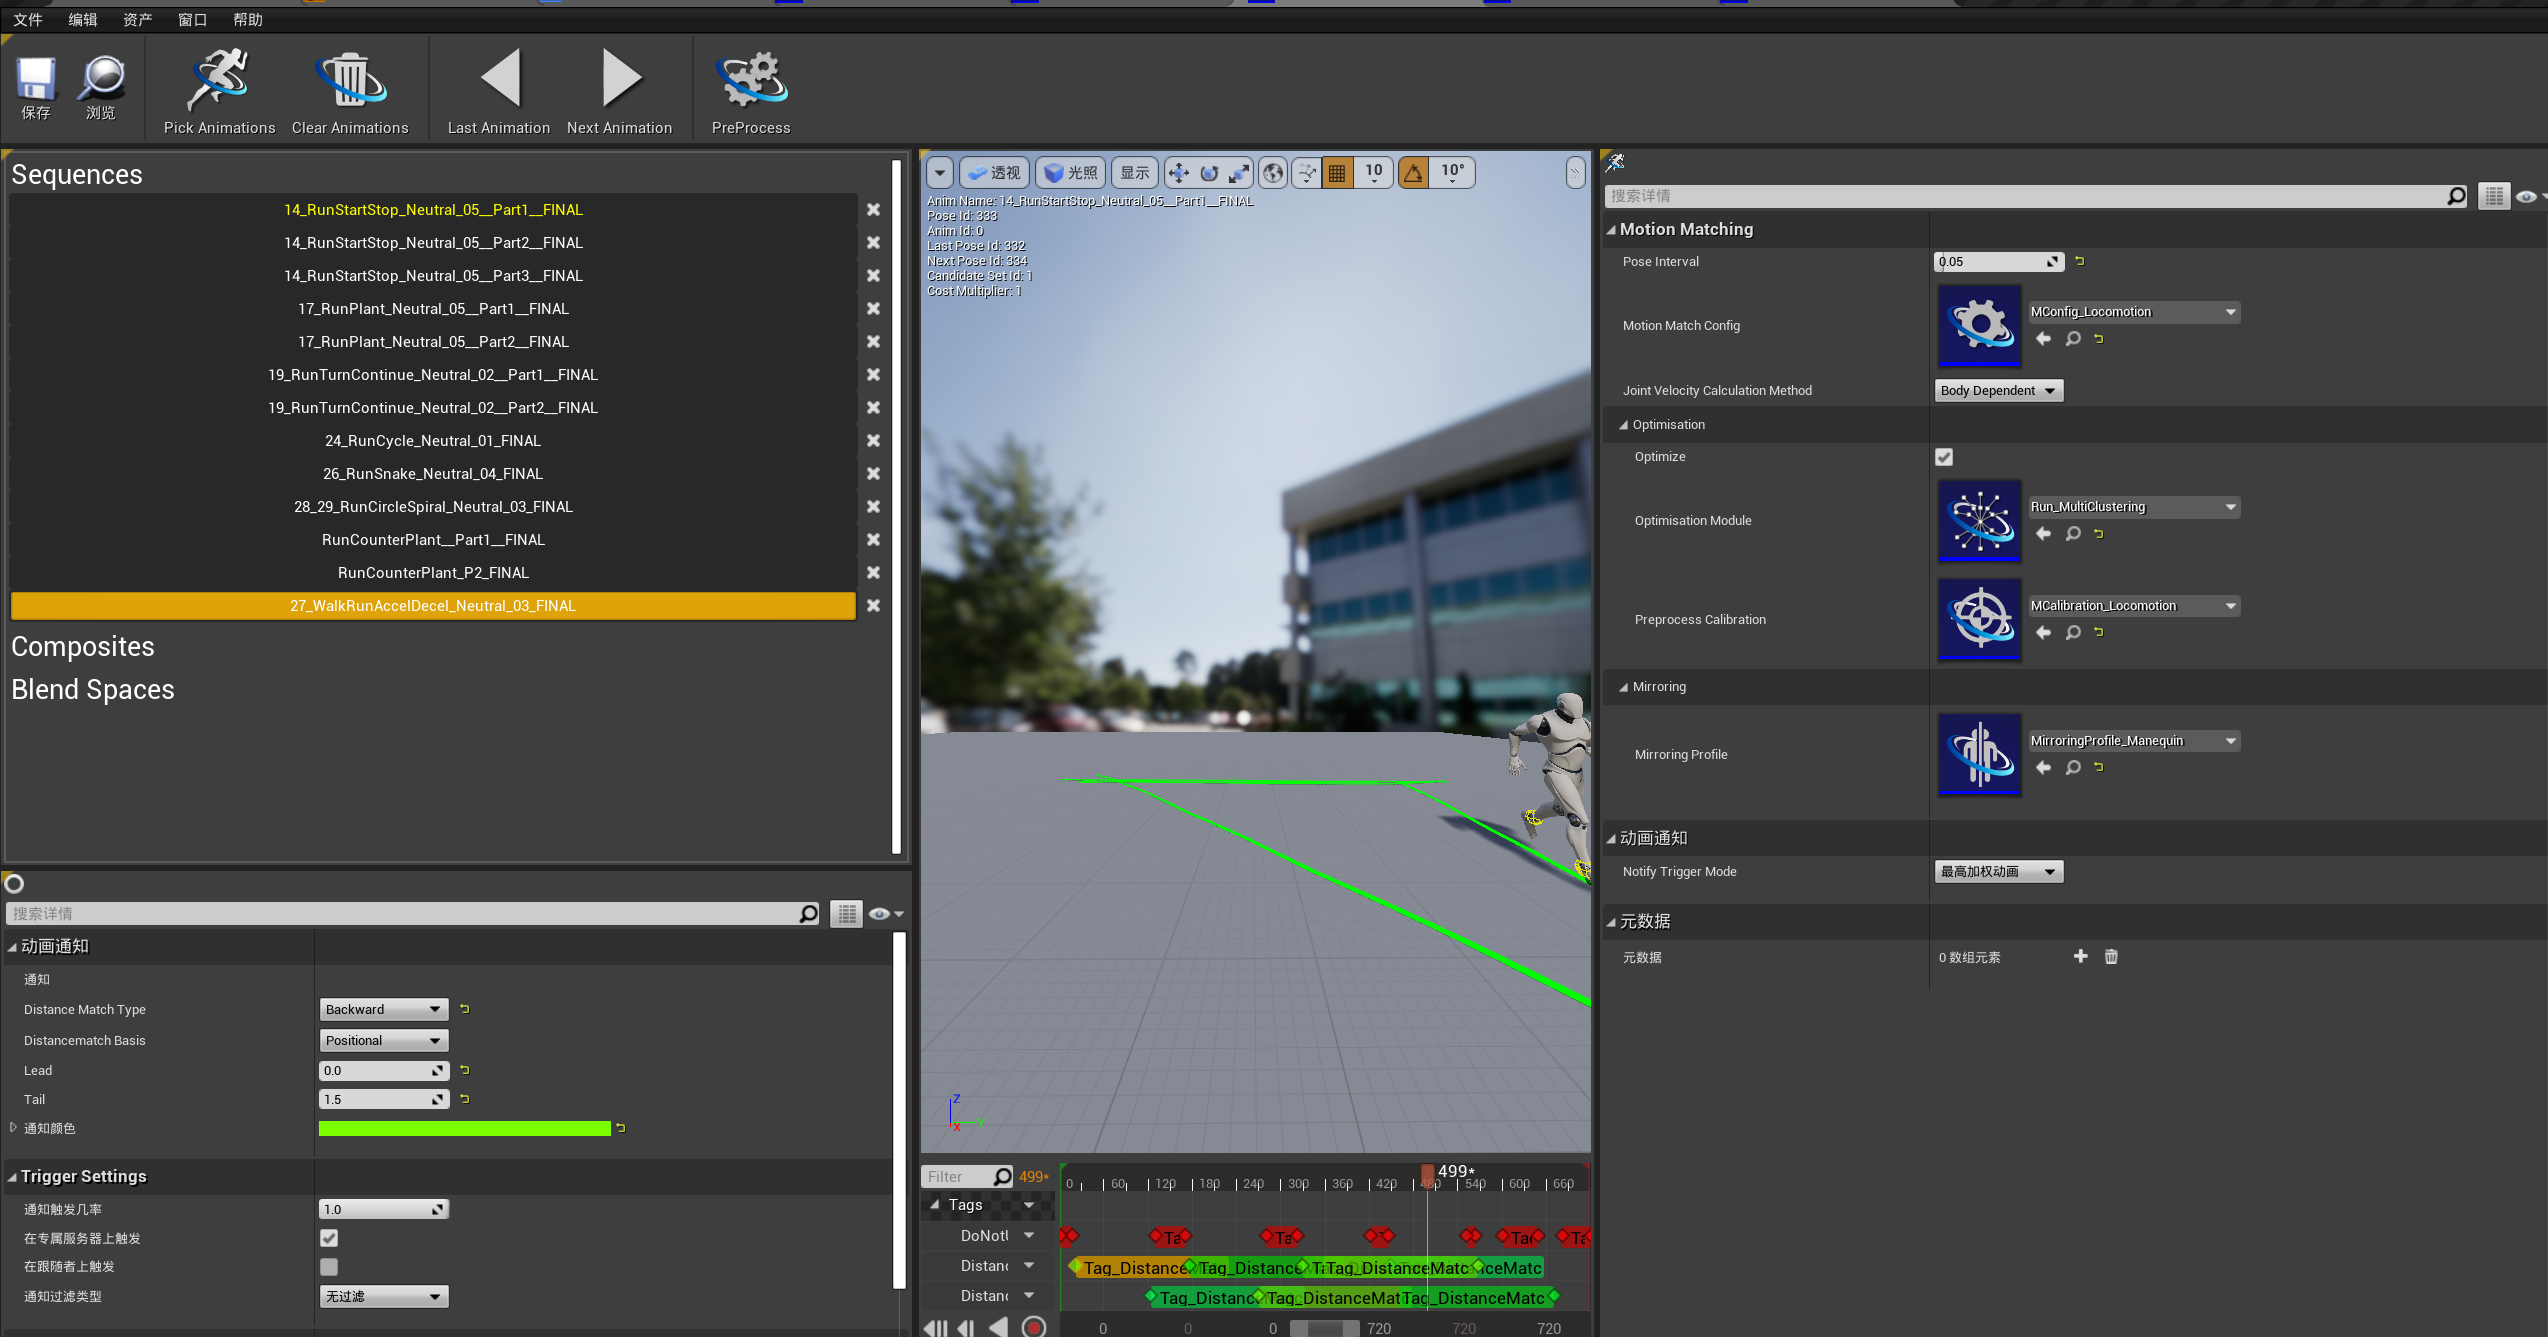 文件 编辑 资产 窗口 帮助
保存 浏览 Pick Animations Clear Animations Last Animation Next Animation PreProcess
Sequences
14_RunStartStop_Neutral_05__Part1__FINAL
14_RunStartStop_Neutral_05__Part2__FINAL
14_RunStartStop_Neutral_05__Part3__FINAL
17_RunPlant_Neutral_05__Part1__FINAL
17_RunPlant_Neutral_05__Part2__FINAL
19_RunTurnContinue_Neutral_02__Part1__FINAL
19_RunTurnContinue_Neutral_02__Part2__FINAL
24_RunCycle_Neutral_01_FINAL
26_RunSnake_Neutral_04_FINAL
28_29_RunCircleSpiral_Neutral_03_FINAL
RunCounterPlant__Part1__FINAL
RunCounterPlant_P2_FINAL
27_WalkRunAccelDecel_Neutral_03_FINAL
Composites
Blend Spaces
搜索详情
动画通知
通知
Distance Match Type Backward
Distancematch Basis Positional
Lead 0.0
Tail 1.5
通知颜色
Trigger Settings
通知触发几率 1.0
在专属服务器上触发
在跟随者上触发
通知过滤类型 无过滤
透视 光照 显示 10 10°
Anim Name: 14_RunStartStop_Neutral_05__Part1__FINAL
Pose Id: 333
Anim Id: 0
Last Pose Id: 332
Next Pose Id: 334
Candidate Set Id: 1
Cost Multiplier: 1
Z
X
Filter 499* 499*
0 60 120 180 240 300 360 420 480 540 600 660
Tags
DoNotU Ta Ta Ta Ta
Distanc Tag_DistanceM Tag_Distance Tag_DistanceMatc nceMatc
Distanc Tag_Distanc Tag_DistanceMat Tag_DistanceMatc
0 0 0 720 720 720
搜索详情
Motion Matching
Pose Interval 0.05
Motion Match Config MConfig_Locomotion
Joint Velocity Calculation Method Body Dependent
Optimisation
Optimize
Optimisation Module Run_MultiClustering
Preprocess Calibration MCalibration_Locomotion
Mirroring
Mirroring Profile MirroringProfile_Manequin
动画通知
Notify Trigger Mode 最高加权动画
元数据
元数据 0 数组元素